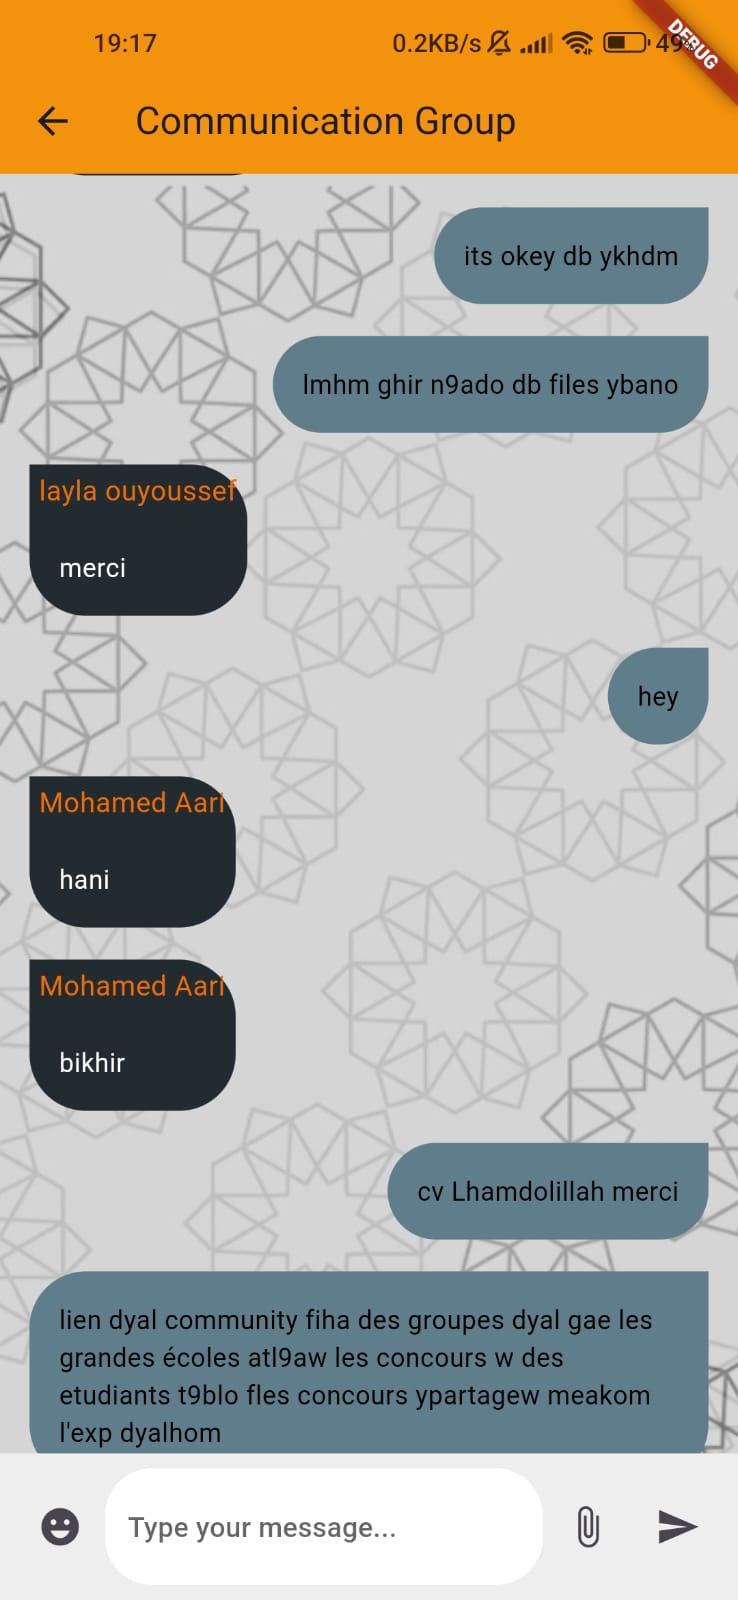 19:17
0.2KB/s
49
DEBUG
Communication Group
its okey db ykhdm
lmhm ghir n9ado db files ybano
layla ouyoussef
merci
hey
Mohamed Aari
hani
Mohamed Aari
bikhir
cv Lhamdolillah merci
lien dyal community fiha des groupes dyal gae les
grandes écoles atl9aw les concours w des
etudiants t9blo fles concours ypartagew meakom
l'exp dyalhom
Type your message...